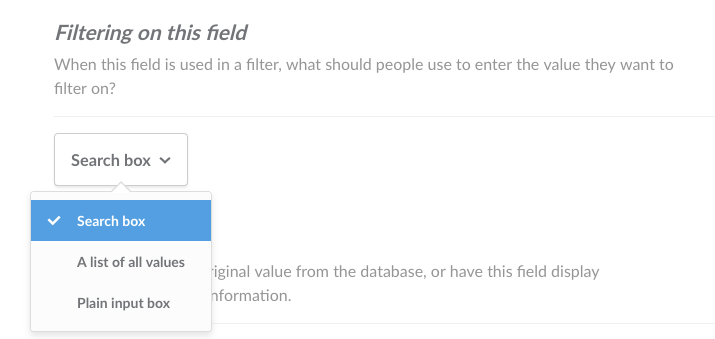 Filtering on this field
When this field is used in a filter, what should people use to enter the value they want to
filter on?
Search box
Search box
A list of all values
riginal value from the database, or have this field display
Plain input box
nformation.